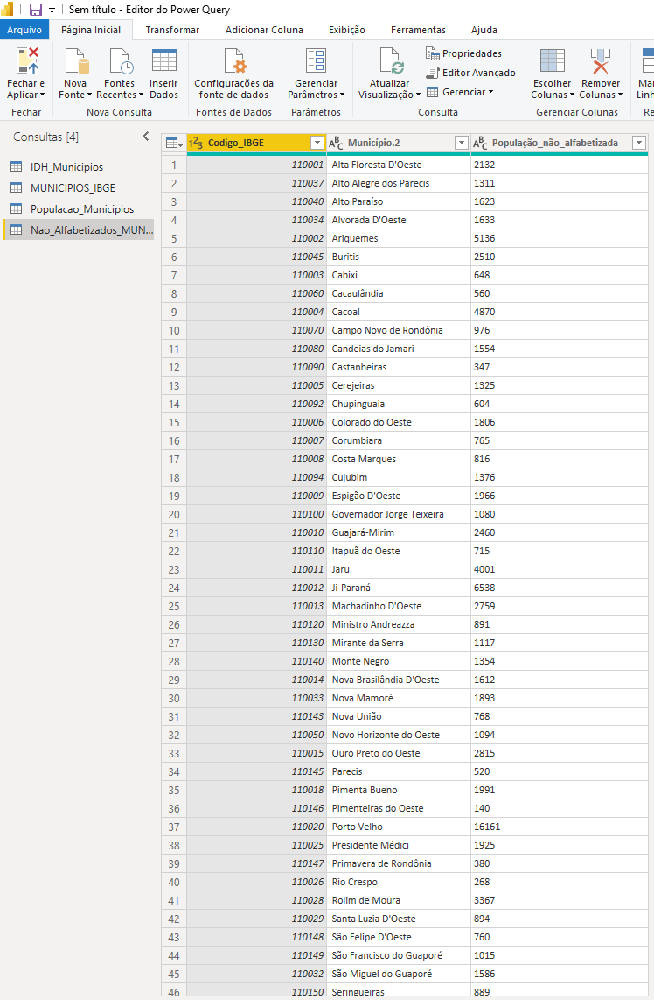 Sem título - Editor do Power Query
Arquivo Página Inicial Transformar Adicionar Coluna Exibição Ferramentas Ajuda
Fechar e Aplicar
Fechar
Nova Fonte
Fontes Recentes
Inserir Dados
Nova Consulta
Configurações da fonte de dados
Fontes de Dados
Gerenciar Parâmetros
Parâmetros
Atualizar Visualização
Propriedades
Editor Avançado
Gerenciar
Consulta
Escolher Colunas
Remover Colunas
Gerenciar Colunas
Consultas [4]
IDH_Municipios
MUNICIPIOS_IBGE
Populacao_Municipios
Nao_Alfabetizados_MUN...
1²3 Codigo_IBGE ABC Município.2 ABC População_não_alfabetizada
1 110001 Alta Floresta D'Oeste 2132
2 110037 Alto Alegre dos Parecis 1311
3 110040 Alto Paraíso 1623
4 110034 Alvorada D'Oeste 1633
5 110002 Ariquemes 5136
6 110045 Buritis 2510
7 110003 Cabixi 648
8 110060 Cacaulândia 560
9 110004 Cacoal 4870
10 110070 Campo Novo de Rondônia 976
11 110080 Candeias do Jamari 1554
12 110090 Castanheiras 347
13 110005 Cerejeiras 1325
14 110092 Chupinguaia 604
15 110006 Colorado do Oeste 1806
16 110007 Corumbiara 765
17 110008 Costa Marques 816
18 110094 Cujubim 1376
19 110009 Espigão D'Oeste 1966
20 110100 Governador Jorge Teixeira 1080
21 110010 Guajará-Mirim 2460
22 110110 Itapuã do Oeste 715
23 110011 Jaru 4001
24 110012 Ji-Paraná 6538
25 110013 Machadinho D'Oeste 2759
26 110120 Ministro Andreazza 891
27 110130 Mirante da Serra 1117
28 110140 Monte Negro 1354
29 110014 Nova Brasilândia D'Oeste 1612
30 110033 Nova Mamoré 1893
31 110143 Nova União 768
32 110050 Novo Horizonte do Oeste 1094
33 110015 Ouro Preto do Oeste 2815
34 110145 Parecis 520
35 110018 Pimenta Bueno 1991
36 110146 Pimenteiras do Oeste 140
37 110020 Porto Velho 16161
38 110025 Presidente Médici 1925
39 110147 Primavera de Rondônia 380
40 110026 Rio Crespo 268
41 110028 Rolim de Moura 3367
42 110029 Santa Luzia D'Oeste 894
43 110148 São Felipe D'Oeste 760
44 110149 São Francisco do Guaporé 1015
45 110032 São Miguel do Guaporé 1586
46 110150 Seringueiras 889